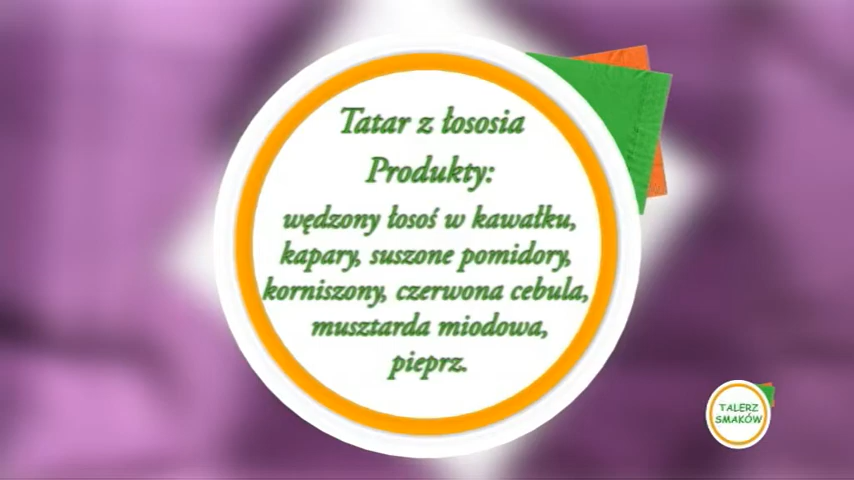 Tatar z łososia
Produkty:
wędzony łosoś w kawałku,
kapary, suszone pomidory,
korniszony, czerwona cebula,
musztarda miodowa,
pieprz.
TALERZ
SMAKÓW